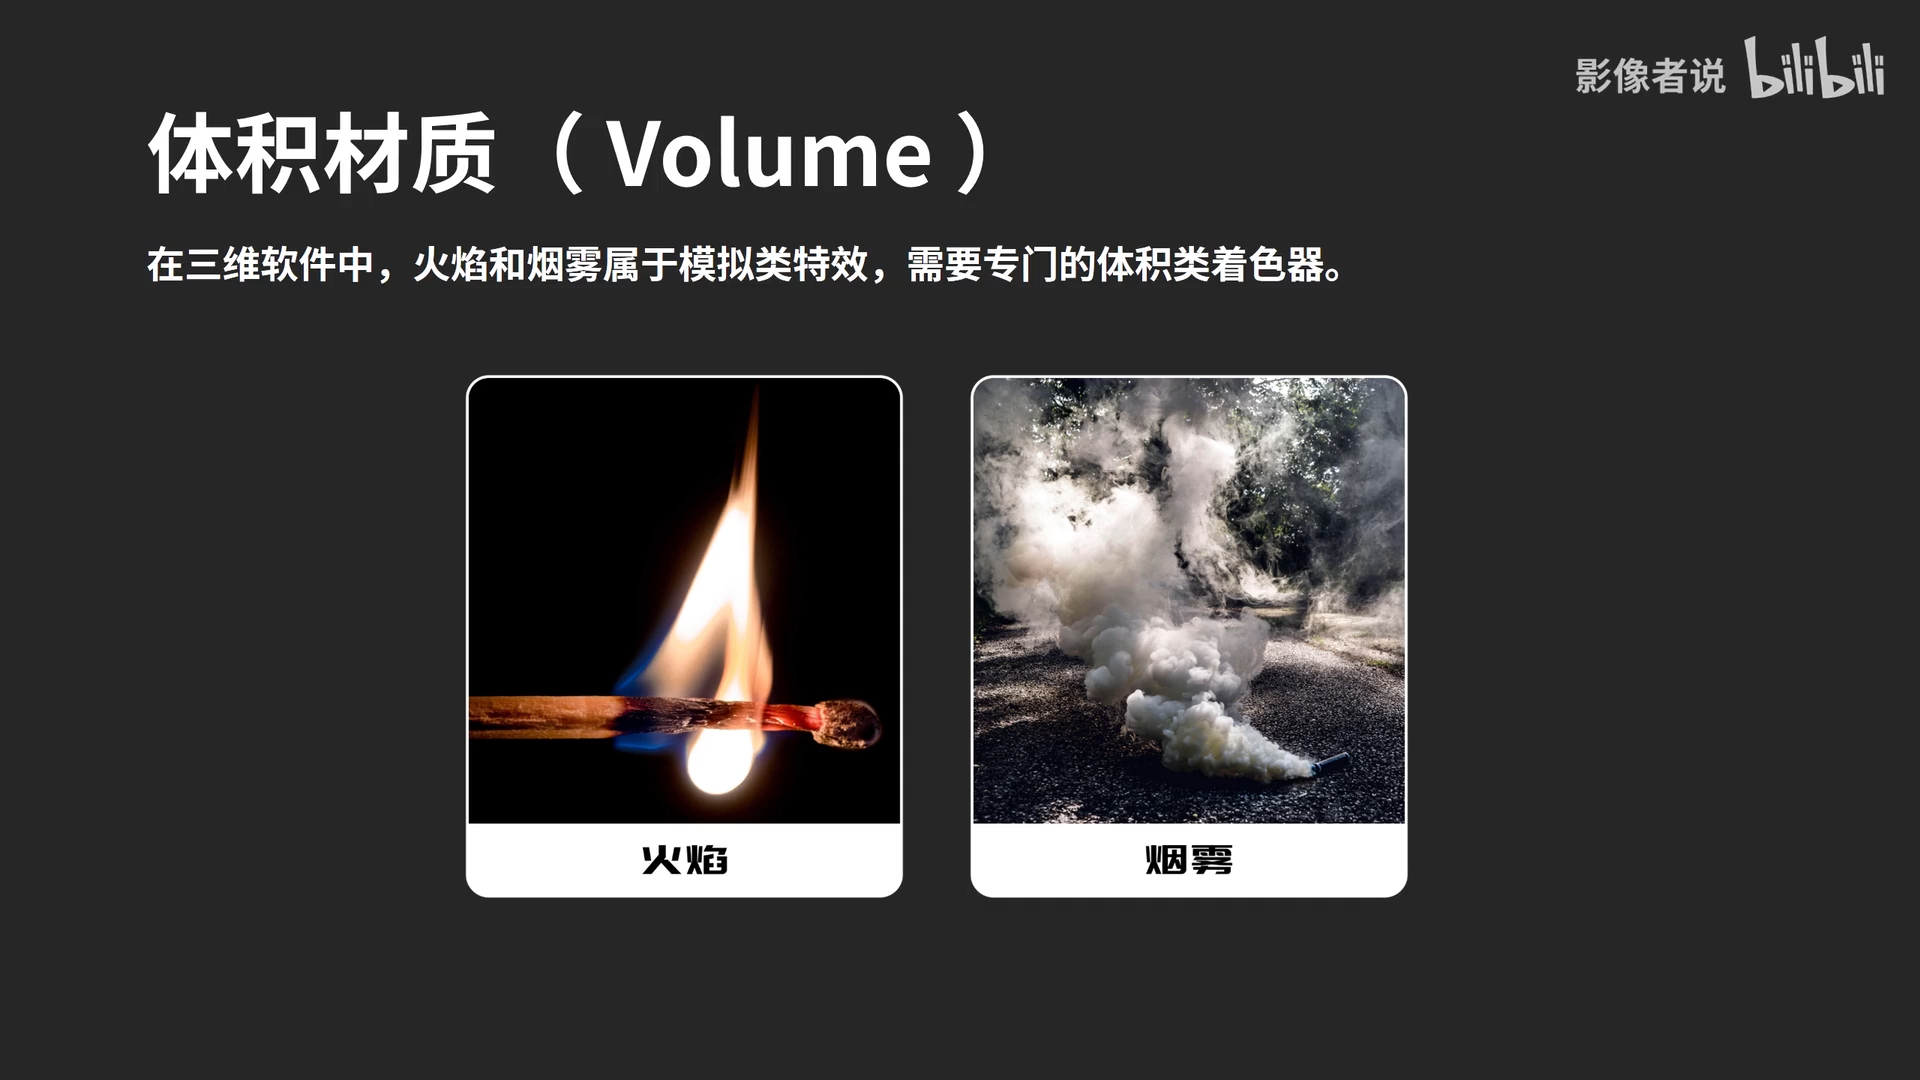 影像者说 bilibili
体积材质（Volume）
在三维软件中，火焰和烟雾属于模拟类特效，需要专门的体积类着色器。
火焰
烟雾